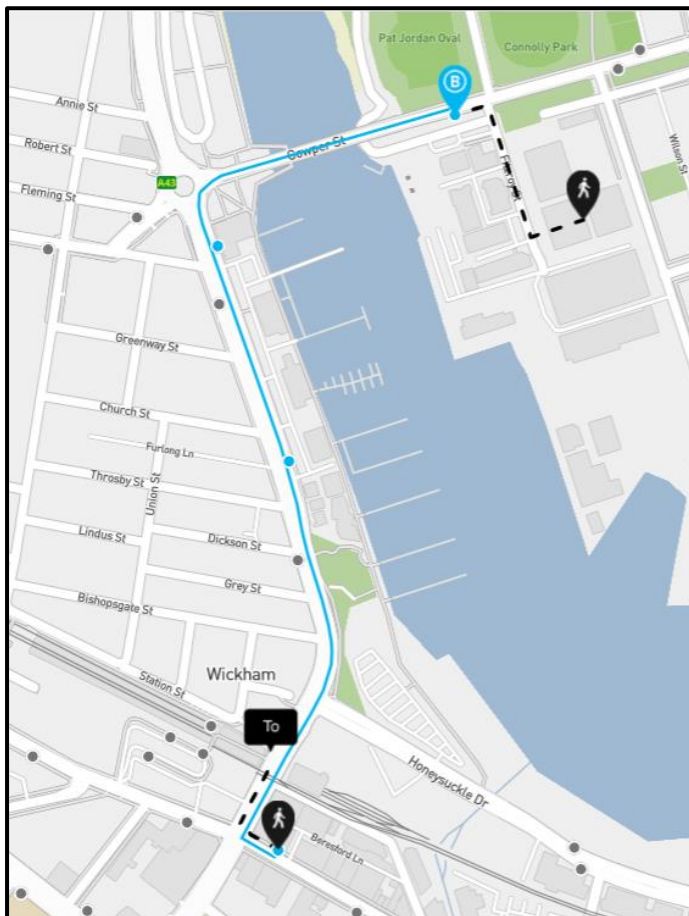 Pat Jordan Oval
Connolly Park
B
Annie St
Robert St
Cowper St
Wilson St
A43
Fleming St
Fitzroy St
Greenway St
Church St
Furlong Ln
Throsby St
Union St
Lindus St
Dickson St
Grey St
Bishopsgate St
Wickham
Station St
To
Honeysuckle Dr
Beresford Ln